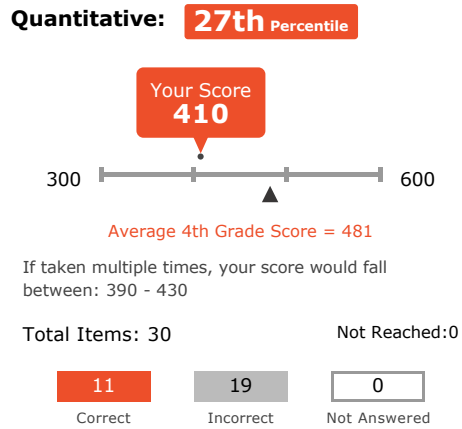 Quantitative: 27th Percentile
Your Score
410
300 600
Average 4th Grade Score = 481
If taken multiple times, your score would fall
between: 390 - 430
Total Items: 30 Not Reached:0
11 19 0
Correct Incorrect Not Answered